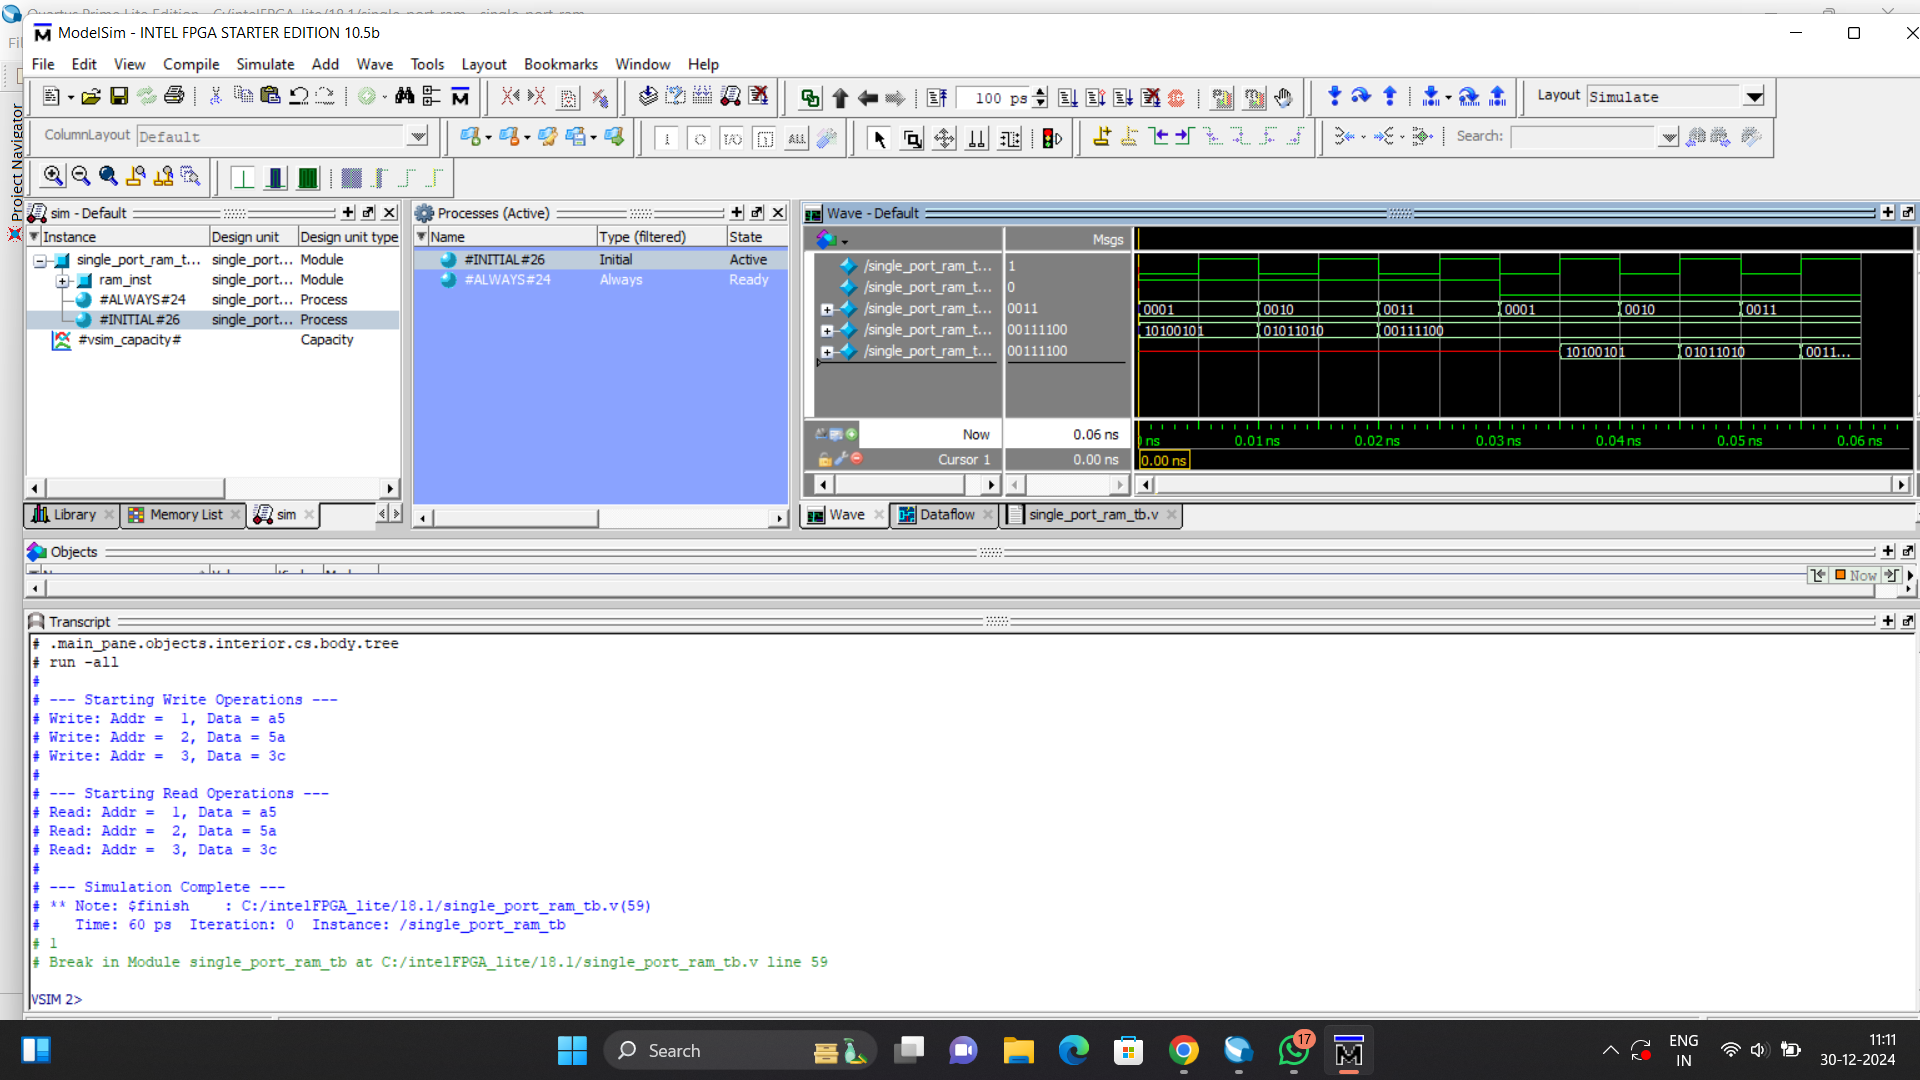 Quartus Prime Lite Edition - C:/intelFPGA_lite/18.1/single_port_ram - single_port_ram
ModelSim - INTEL FPGA STARTER EDITION 10.5b
File Edit View Compile Simulate Add Wave Tools Layout Bookmarks Window Help
100 ps
Layout Simulate
ColumnLayout Default
ALL
Search:
Project Navigator
sim - Default
Instance Design unit Design unit type
single_port_ram_t... single_port... Module
ram_inst single_port... Module
#ALWAYS#24 single_port... Process
#INITIAL#26 single_port... Process
#vsim_capacity# Capacity
Library Memory List sim
Processes (Active)
Name Type (filtered) State
#INITIAL#26 Initial Active
#ALWAYS#24 Always Ready
Wave - Default
Msgs
/single_port_ram_t... 1
/single_port_ram_t... 0
/single_port_ram_t... 0011 0001 0010 0011 0001 0010 0011
/single_port_ram_t... 00111100 10100101 01011010 00111100
/single_port_ram_t... 00111100 10100101 01011010 0011...
Now 0.06 ns ns 0.01 ns 0.02 ns 0.03 ns 0.04 ns 0.05 ns 0.06 ns
Cursor 1 0.00 ns 0.00 ns
Wave Dataflow single_port_ram_tb.v
Objects
Now
Transcript
# .main_pane.objects.interior.cs.body.tree
# run -all
#
# --- Starting Write Operations ---
# Write: Addr =  1, Data = a5
# Write: Addr =  2, Data = 5a
# Write: Addr =  3, Data = 3c
#
# --- Starting Read Operations ---
# Read: Addr =  1, Data = a5
# Read: Addr =  2, Data = 5a
# Read: Addr =  3, Data = 3c
#
# --- Simulation Complete ---
# ** Note: $finish    : C:/intelFPGA_lite/18.1/single_port_ram_tb.v(59)
#    Time: 60 ps  Iteration: 0  Instance: /single_port_ram_tb
# 1
# Break in Module single_port_ram_tb at C:/intelFPGA_lite/18.1/single_port_ram_tb.v line 59
VSIM 2>
Search
17
ENG
IN
11:11
30-12-2024